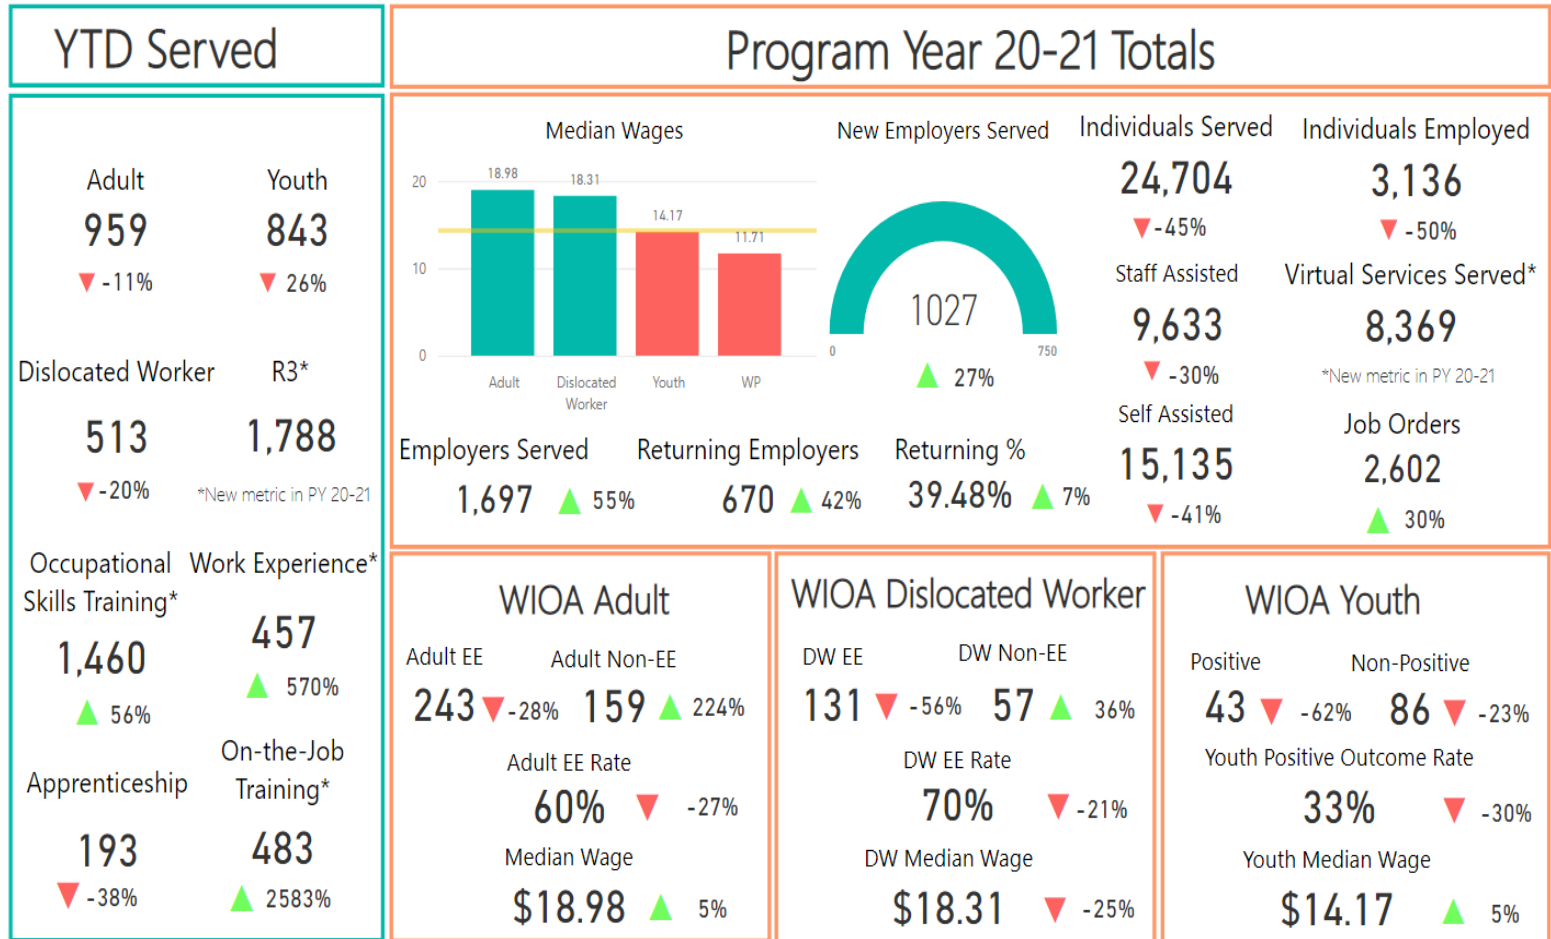 YTD Served
Adult
Youth
959
843
-11%
26%
Dislocated Worker
R3*
513
1,788
-20%
*New metric in PY 20-21
Occupational
Skills Training*
Work Experience*
1,460
457
56%
570%
Apprenticeship
On-the-Job
Training*
193
483
-38%
2583%
Program Year 20-21 Totals
Median Wages
20
10
0
18.98
18.31
14.17
11.71
Adult
Dislocated
Worker
Youth
WP
New Employers Served
1027
0
750
27%
Individuals Served
24,704
-45%
Individuals Employed
3,136
-50%
Staff Assisted
9,633
-30%
Virtual Services Served*
8,369
*New metric in PY 20-21
Self Assisted
15,135
-41%
Job Orders
2,602
30%
Employers Served
1,697
55%
Returning Employers
670
42%
Returning %
39.48%
7%
WIOA Adult
Adult EE
Adult Non-EE
243
-28%
159
224%
Adult EE Rate
60%
-27%
Median Wage
$18.98
5%
WIOA Dislocated Worker
DW EE
DW Non-EE
131
-56%
57
36%
DW EE Rate
70%
-21%
DW Median Wage
$18.31
-25%
WIOA Youth
Positive
Non-Positive
43
-62%
86
-23%
Youth Positive Outcome Rate
33%
-30%
Youth Median Wage
$14.17
5%